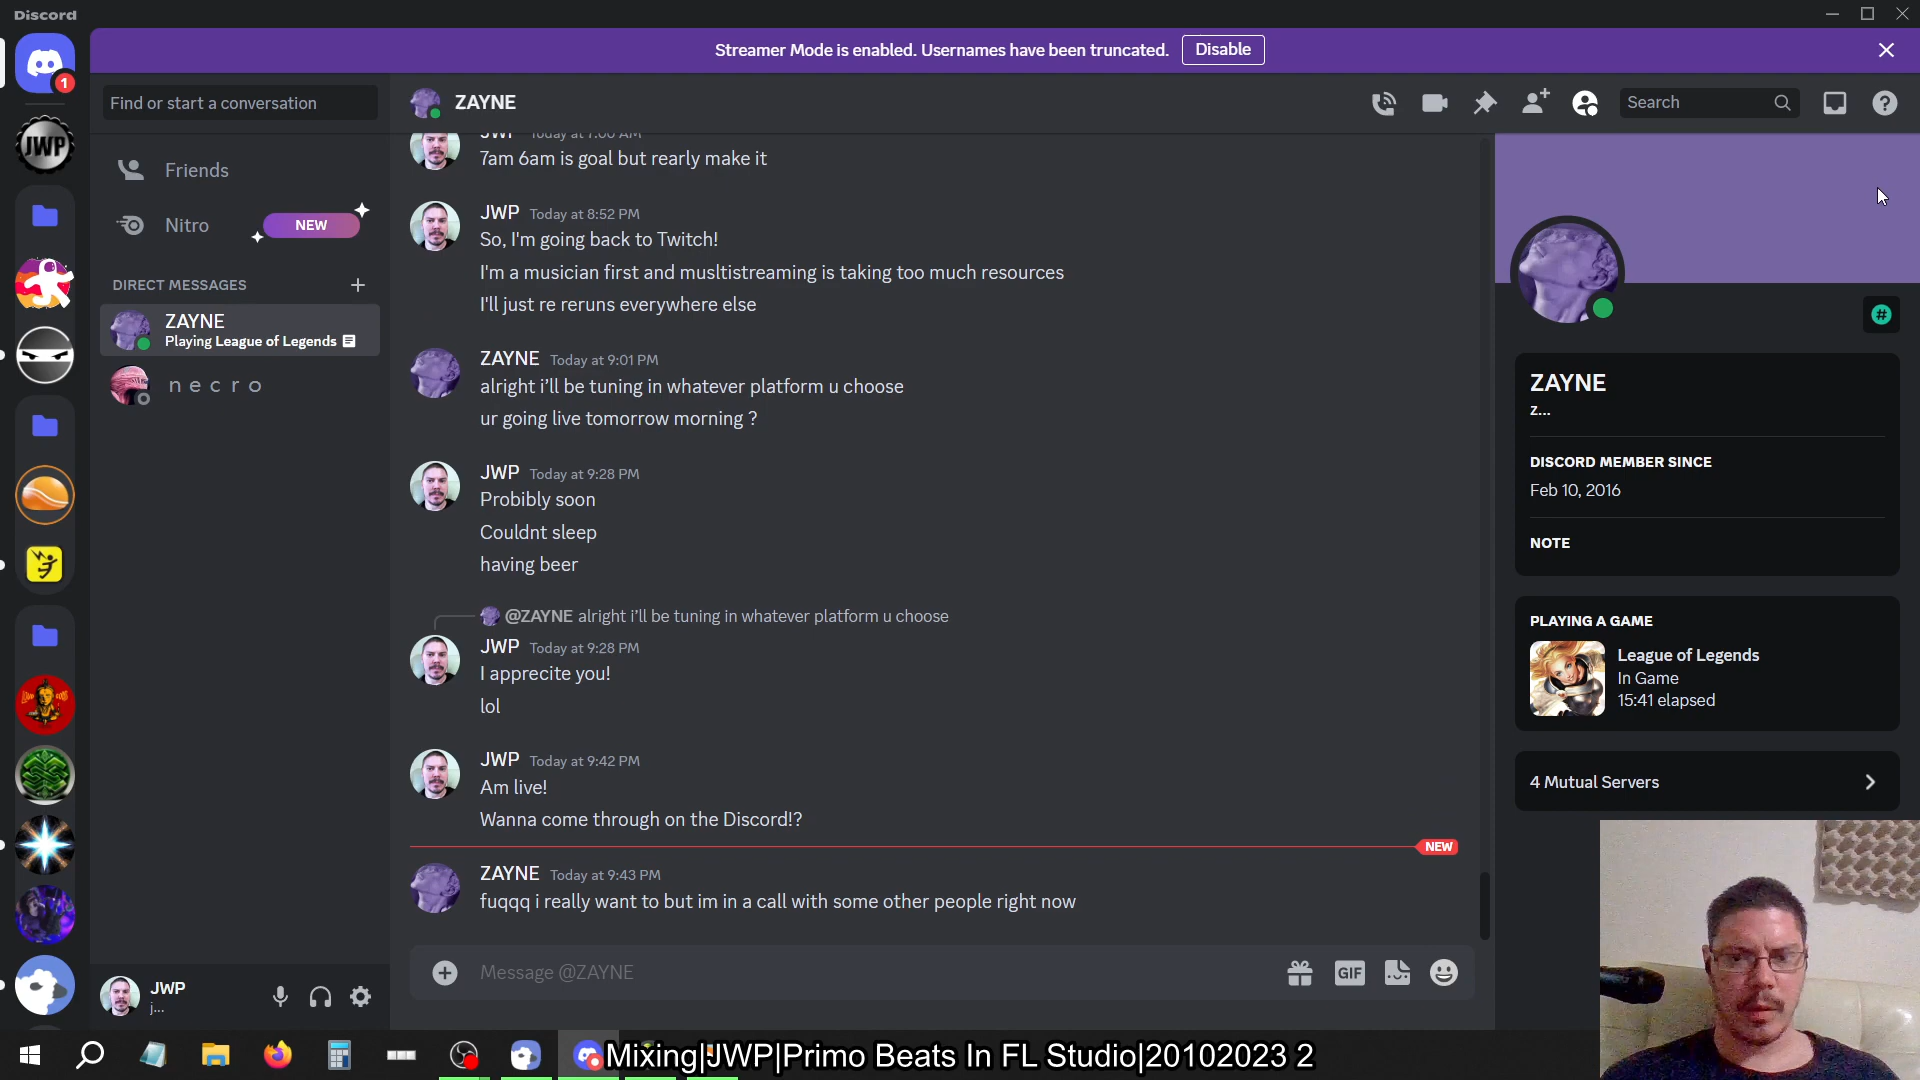 Discord
Streamer Mode is enabled. Usernames have been truncated.
Disable
1
Find or start a conversation
ZAYNE
Search
JWP
Friends
Nitro
NEW
DIRECT MESSAGES
ZAYNE
Playing League of Legends
n e c r o
JWP Today at 7:00 AM
7am 6am is goal but rearly make it
JWP Today at 8:52 PM
So, I'm going back to Twitch!
I'm a musician first and musltistreaming is taking too much resources
I'll just re reruns everywhere else
ZAYNE Today at 9:01 PM
alright i'll be tuning in whatever platform u choose
ur going live tomorrow morning ?
JWP Today at 9:28 PM
Probibly soon
Couldnt sleep
having beer
@ZAYNE alright i'll be tuning in whatever platform u choose
JWP Today at 9:28 PM
I apprecite you!
lol
JWP Today at 9:42 PM
Am live!
Wanna come through on the Discord!?
NEW
ZAYNE Today at 9:43 PM
fuqqq i really want to but im in a call with some other people right now
Message @ZAYNE
GIF
ZAYNE
z...
DISCORD MEMBER SINCE
Feb 10, 2016
NOTE
PLAYING A GAME
League of Legends
In Game
15:41 elapsed
4 Mutual Servers
JWP
j...
Mixing|JWP|Primo Beats In FL Studio|20102023 2